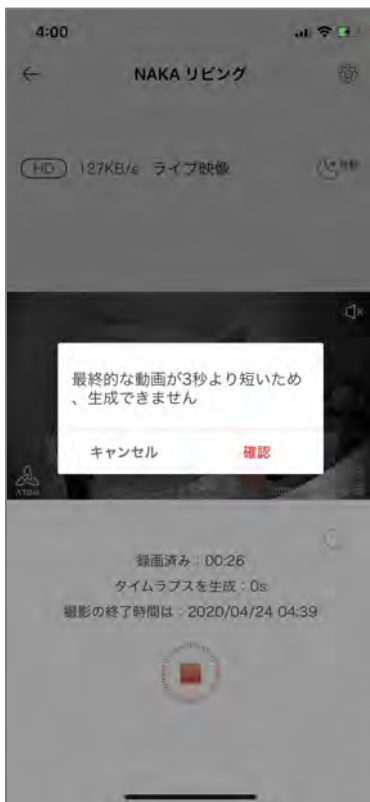 4:00
NAKA リビング
HD 127KB/s ライブ映像
最終的な動画が3秒より短いため
、生成できません
キャンセル 確認
ATOM
録画済み：00:26
タイムラプスを生成：0s
撮影の終了時間は：2020/04/24 04:39